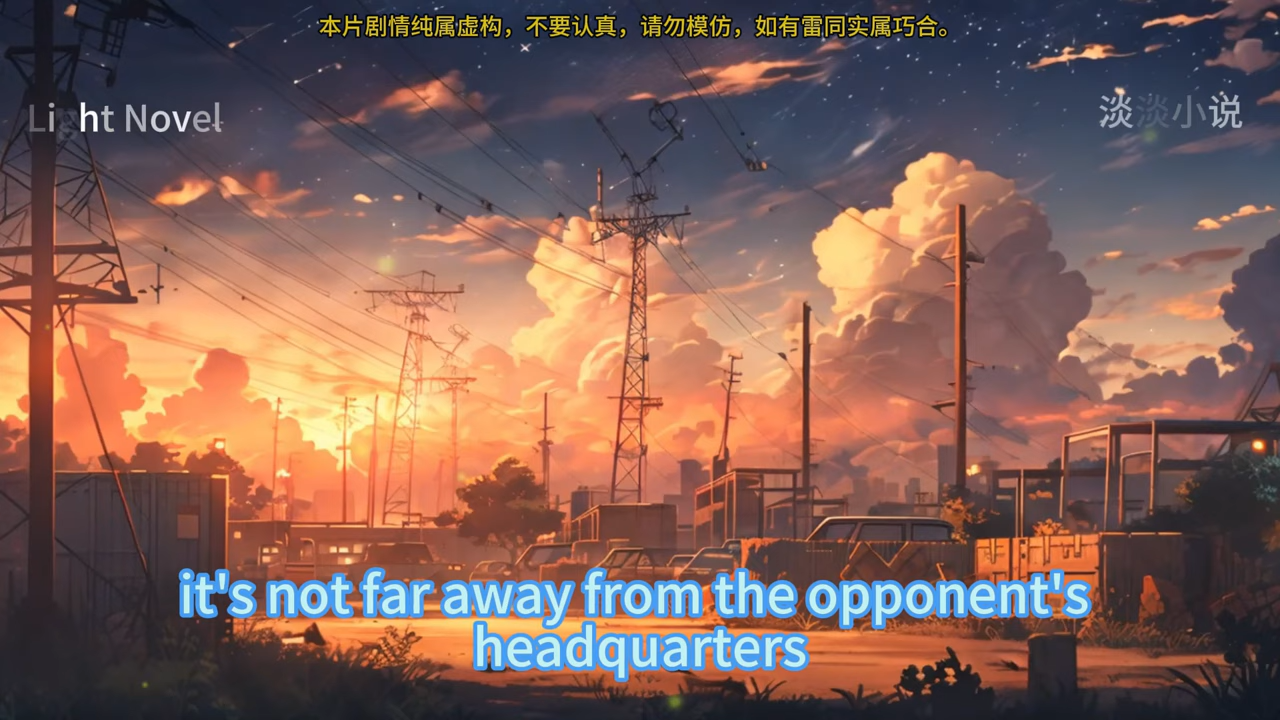 本片剧情纯属虚构，不要认真，请勿模仿，如有雷同实属巧合。
Light Novel
淡淡小说
it's not far away from the opponent's
headquarters